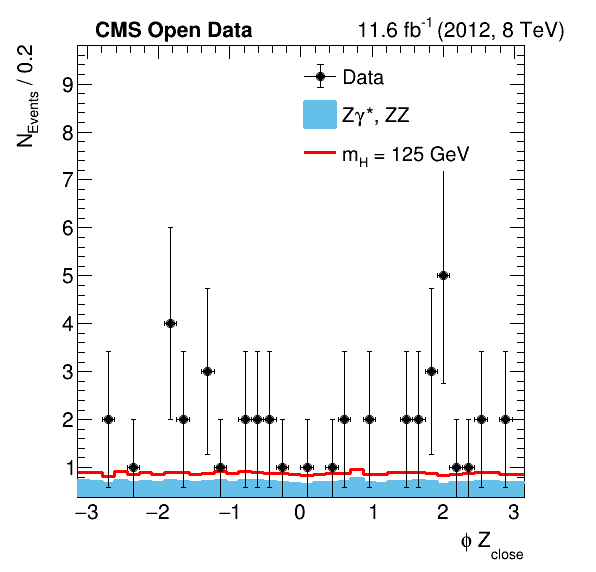 CMS Open Data 11.6 fb⁻¹ (2012, 8 TeV)
N_Events / 0.2
Data
Zγ*, ZZ
m_H = 125 GeV
9
8
7
6
5
4
3
2
1
−3 −2 −1 0 1 2 3
ϕ Z_close